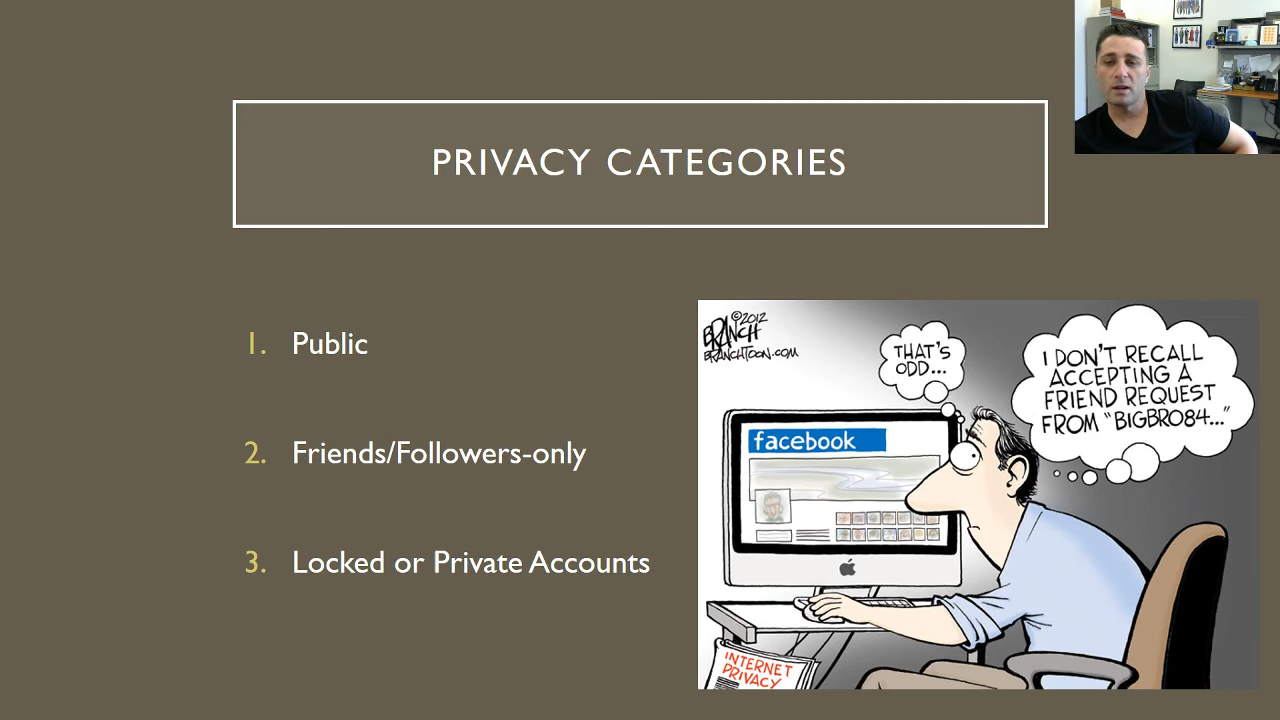 PRIVACY CATEGORIES
1. Public
2. Friends/Followers-only
3. Locked or Private Accounts
©2012
BRANCH
BRANCHTOON.COM
THAT'S
ODD...
I DON'T RECALL
ACCEPTING A
FRIEND REQUEST
FROM "BIGBRO84..."
facebook
INTERNET
PRIVACY